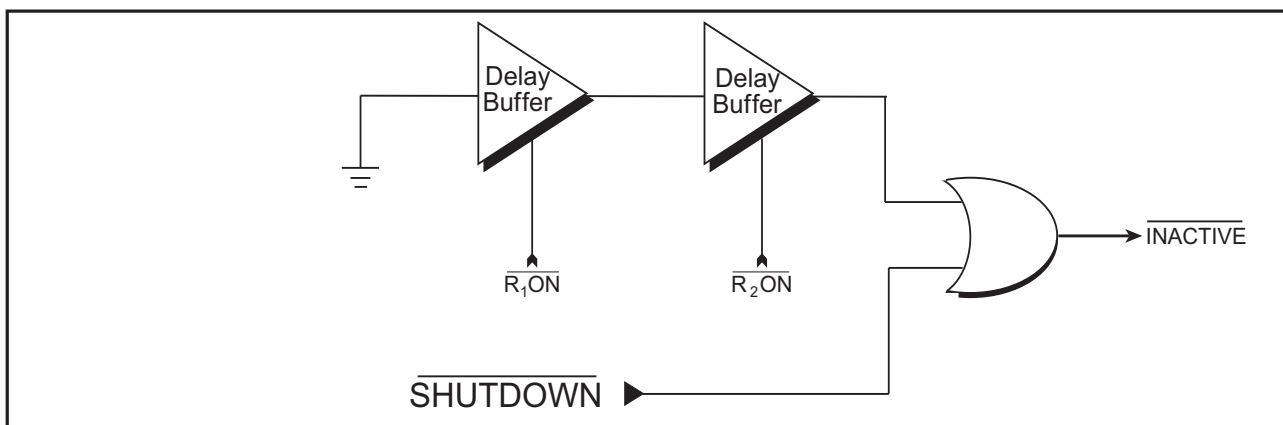 Delay
Buffer
Delay
Buffer
R₁ON
R₂ON
INACTIVE
SHUTDOWN